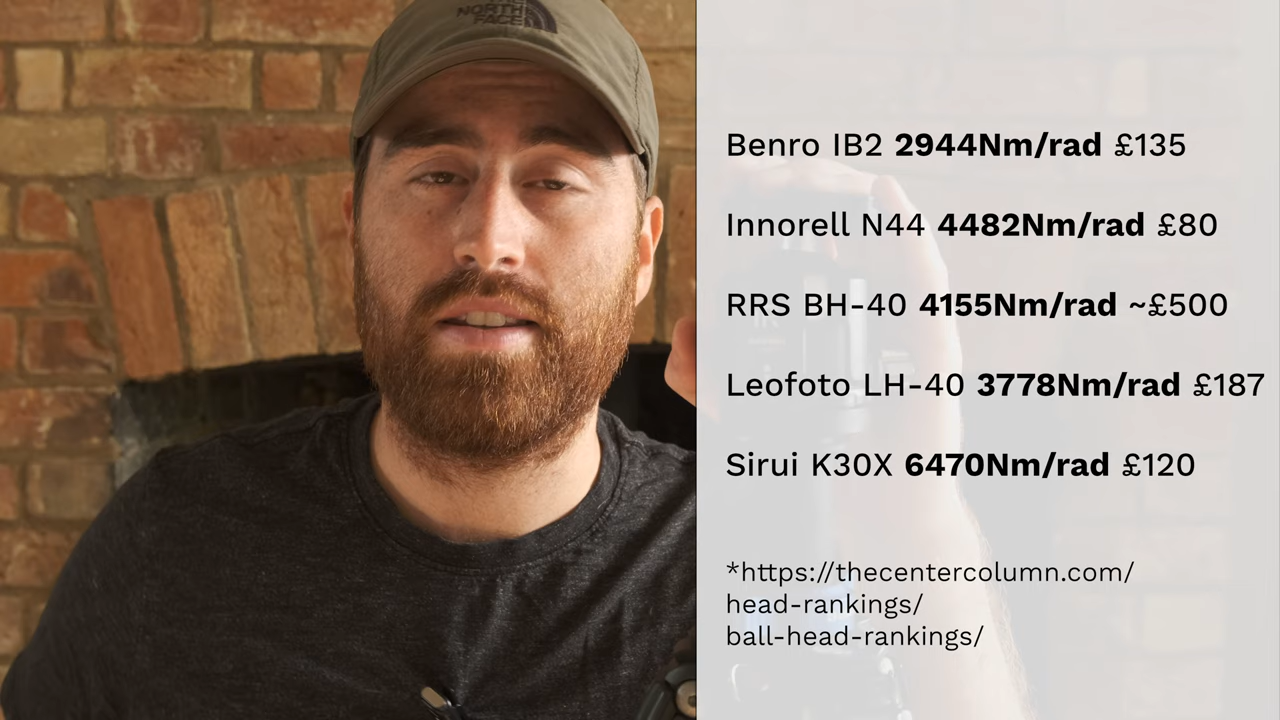 THE
NORTH
FACE
Benro IB2 2944Nm/rad £135
Innorell N44 4482Nm/rad £80
RRS BH-40 4155Nm/rad ~£500
Leofoto LH-40 3778Nm/rad £187
Sirui K30X 6470Nm/rad £120
*https://thecentercolumn.com/
head-rankings/
ball-head-rankings/